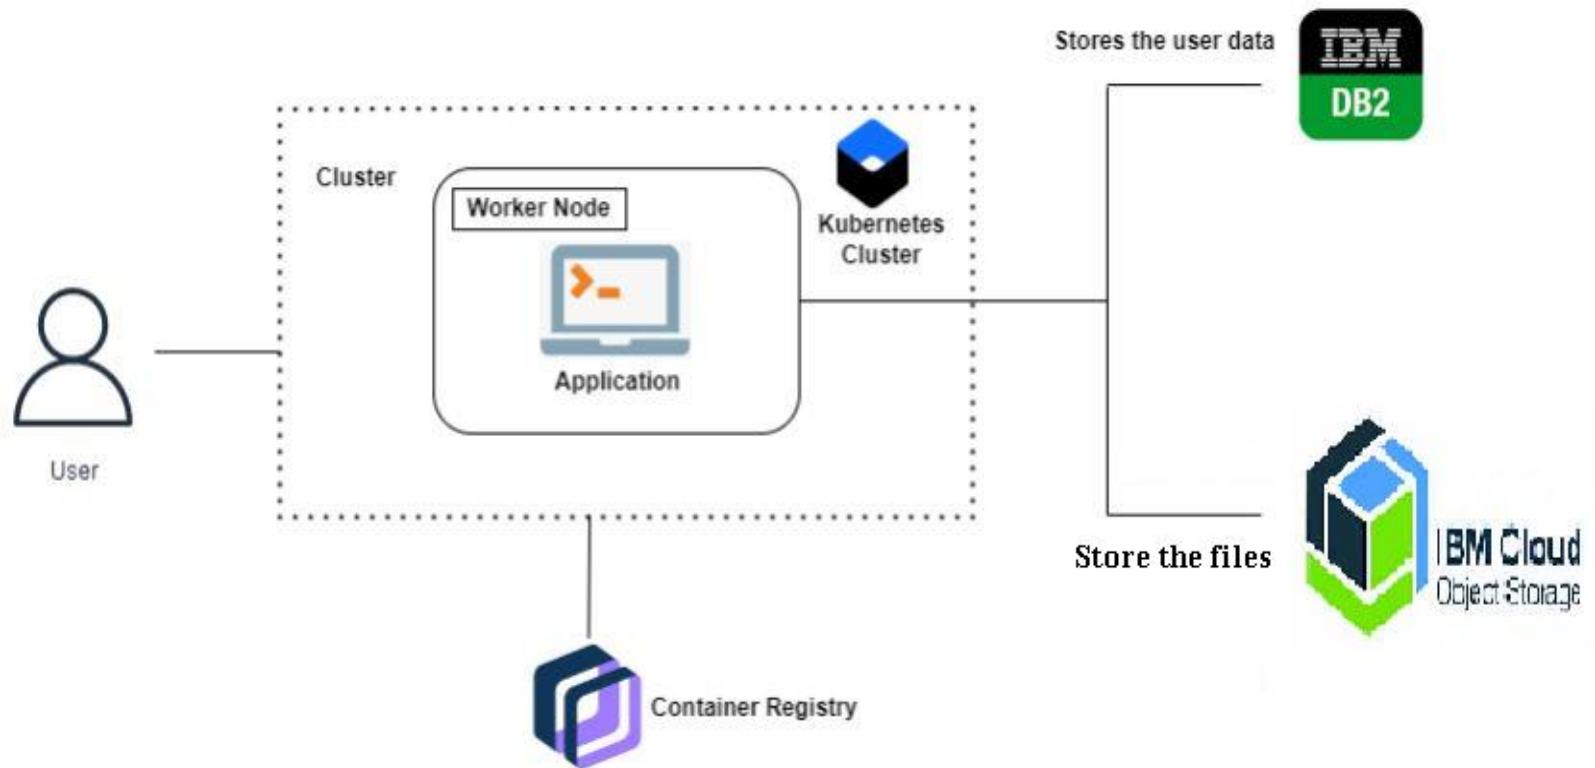 Stores the user data
IBM
DB2
Cluster
Worker Node
Kubernetes
Cluster
Application
User
Store the files
IBM Cloud
Object Storage
Container Registry